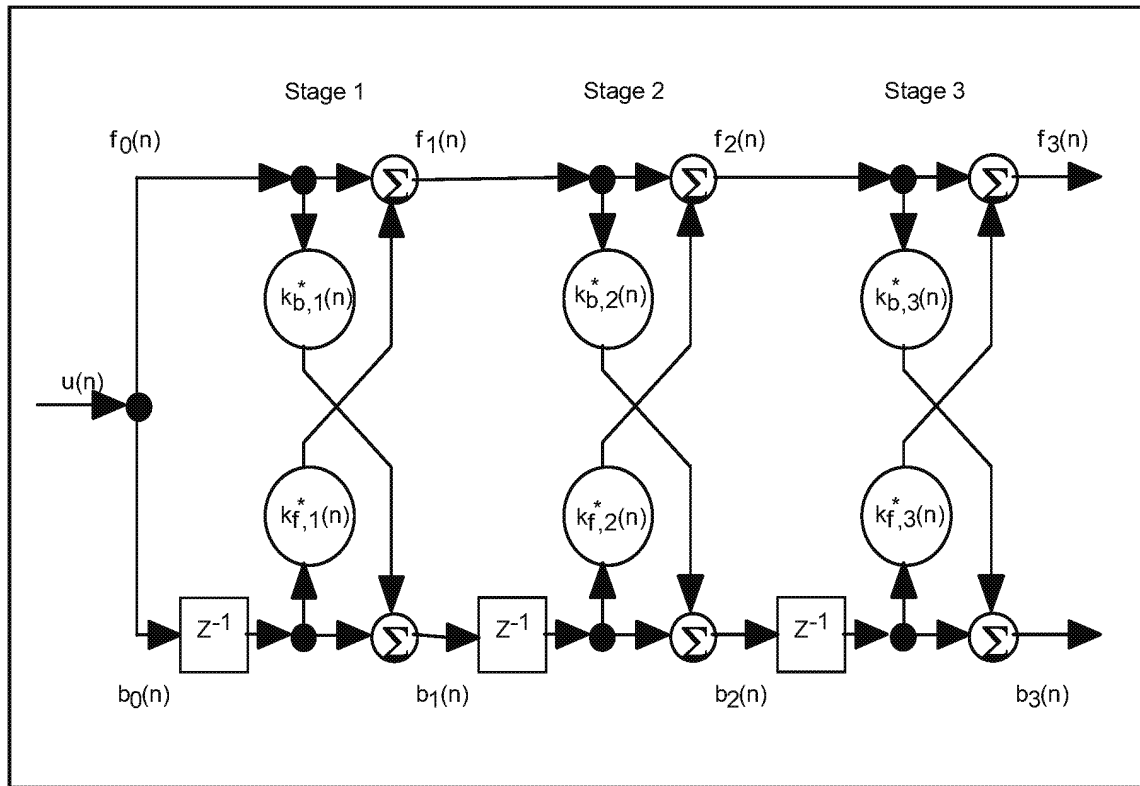 Stage 1 Stage 2 Stage 3
f0(n) f1(n) f2(n) f3(n)
Σ Σ Σ
k*b,1(n) k*b,2(n) k*b,3(n)
u(n)
k*f,1(n) k*f,2(n) k*f,3(n)
Z-1 Σ Z-1 Σ Z-1 Σ
b0(n) b1(n) b2(n) b3(n)